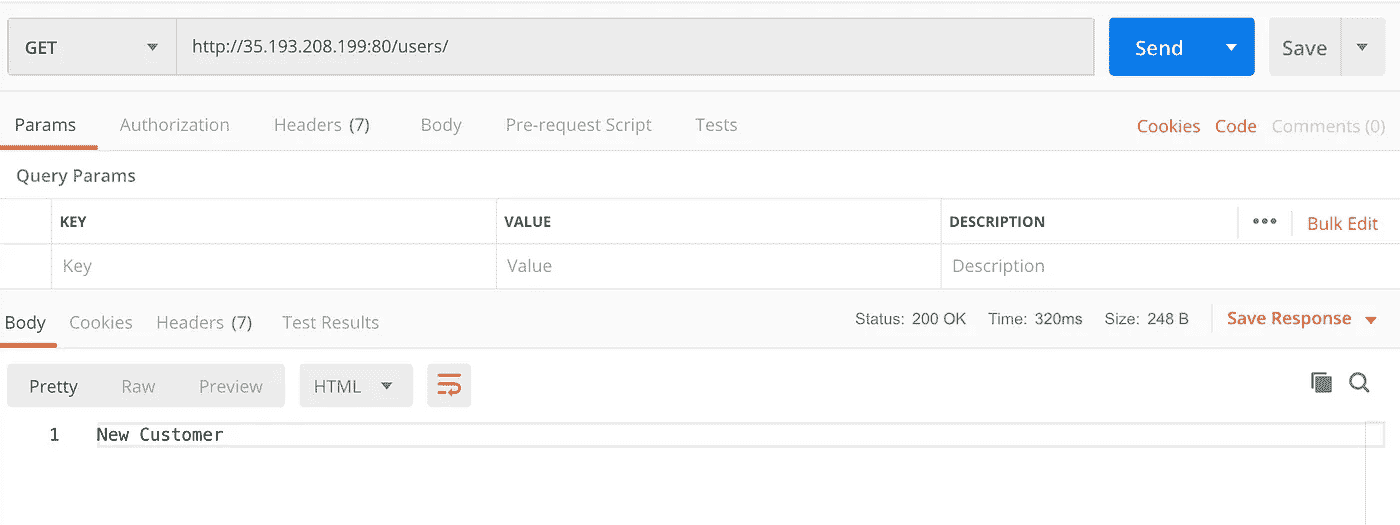 GET http://35.193.208.199:80/users/ Send Save
Params Authorization Headers (7) Body Pre-request Script Tests Cookies Code Comments (0)
Query Params
KEY VALUE DESCRIPTION Bulk Edit
Key Value Description
Body Cookies Headers (7) Test Results Status: 200 OK Time: 320ms Size: 248 B Save Response
Pretty Raw Preview HTML
1 New Customer